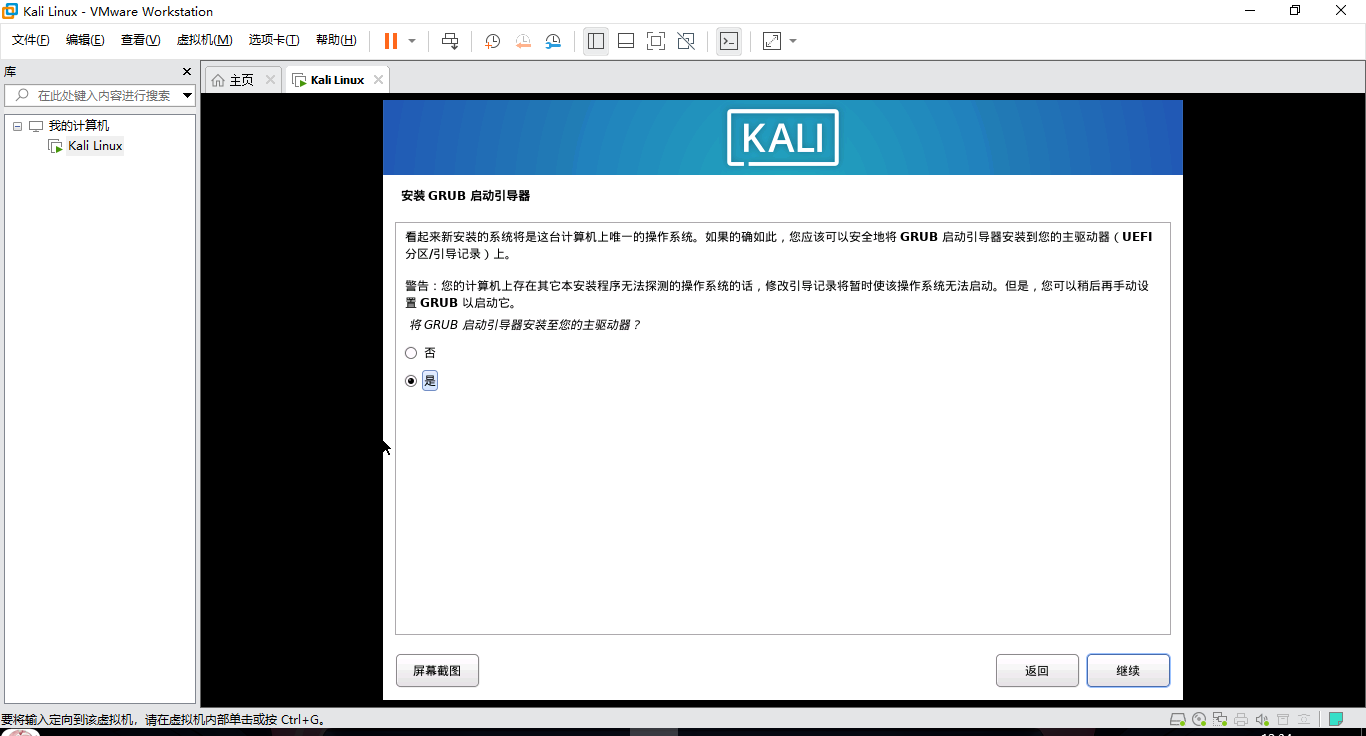 Kali Linux - VMware Workstation
文件(F) 编辑(E) 查看(V) 虚拟机(M) 选项卡(T) 帮助(H)
库
在此处键入内容进行搜索
我的计算机
Kali Linux
主页
Kali Linux
KALI
安装 GRUB 启动引导器
看起来新安装的系统将是这台计算机上唯一的操作系统。如果的确如此，您应该可以安全地将 GRUB 启动引导器安装到您的主驱动器（UEFI
分区/引导记录）上。
警告：您的计算机上存在其它本安装程序无法探测的操作系统的话，修改引导记录将暂时使该操作系统无法启动。但是，您可以稍后再手动设
置 GRUB 以启动它。
将 GRUB 启动引导器安装至您的主驱动器？
否
是
屏幕截图
返回
继续
要将输入定向到该虚拟机，请在虚拟机内部单击或按 Ctrl+G。